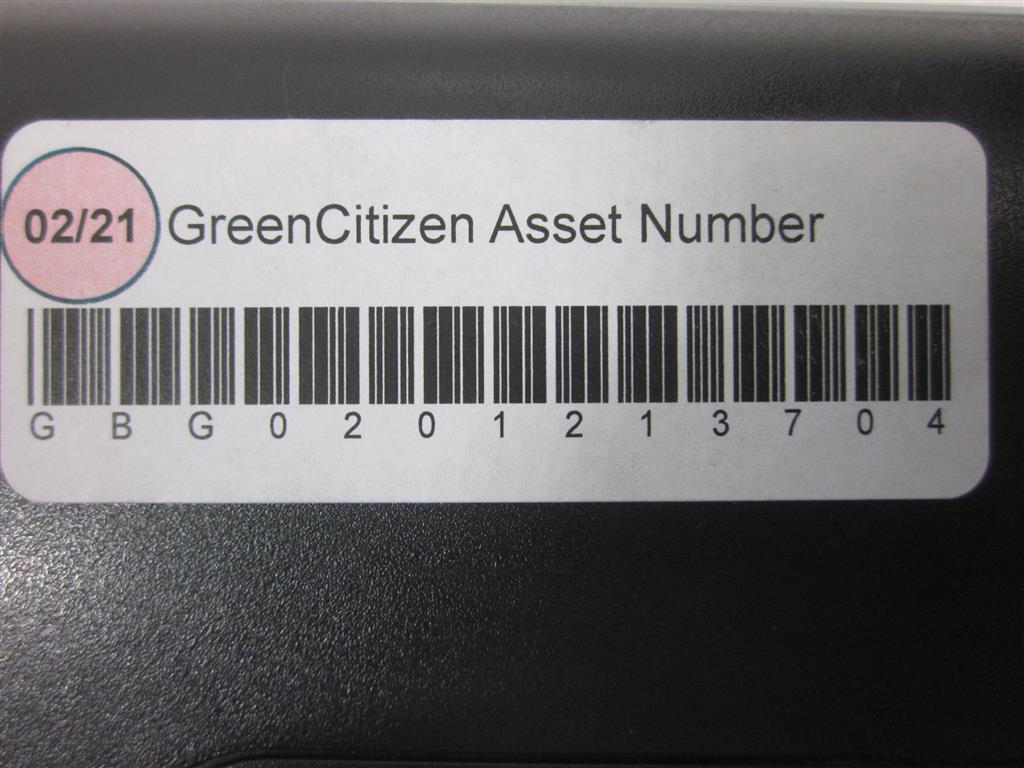 02/21 GreenCitizen Asset Number
G B G 0 2 0 1 2 1 3 7 0 4